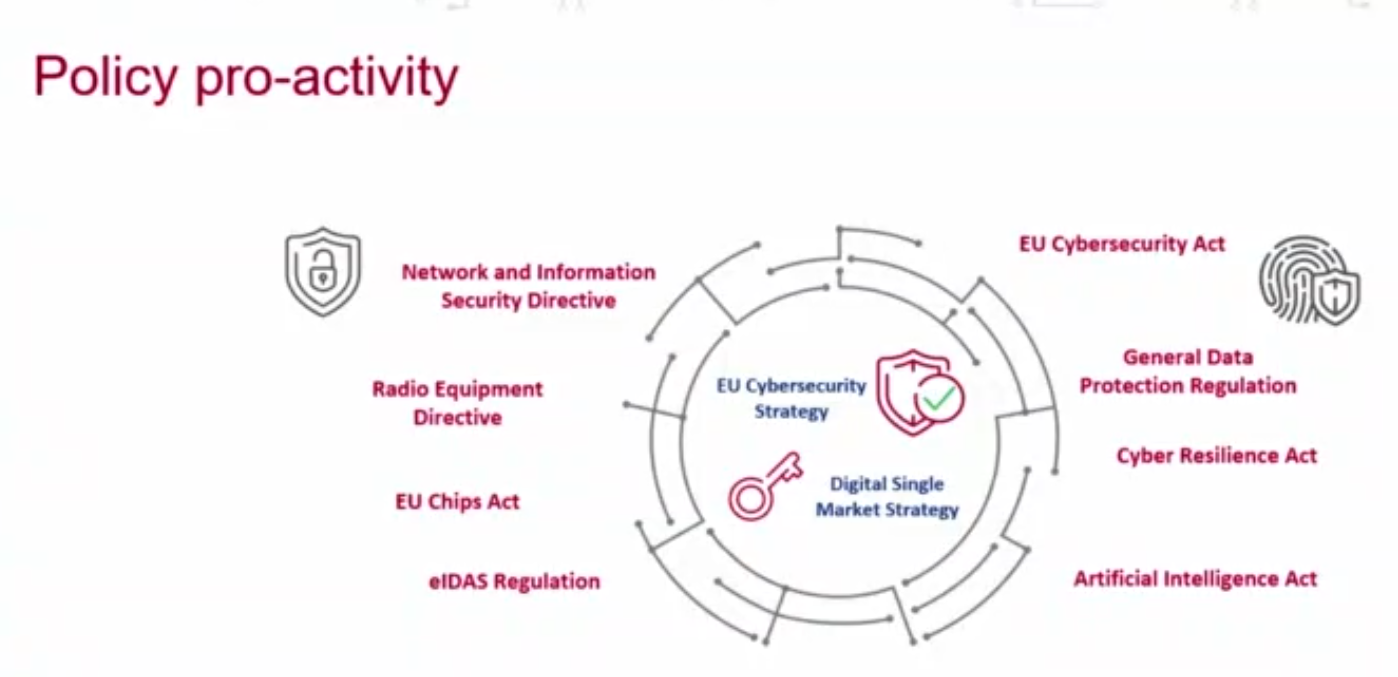 Policy pro-activity
Network and Information
Security Directive
EU Cybersecurity Act
General Data
Protection Regulation
Radio Equipment
Directive
EU Cybersecurity
Strategy
Cyber Resilience Act
Digital Single
Market Strategy
EU Chips Act
eIDAS Regulation
Artificial Intelligence Act